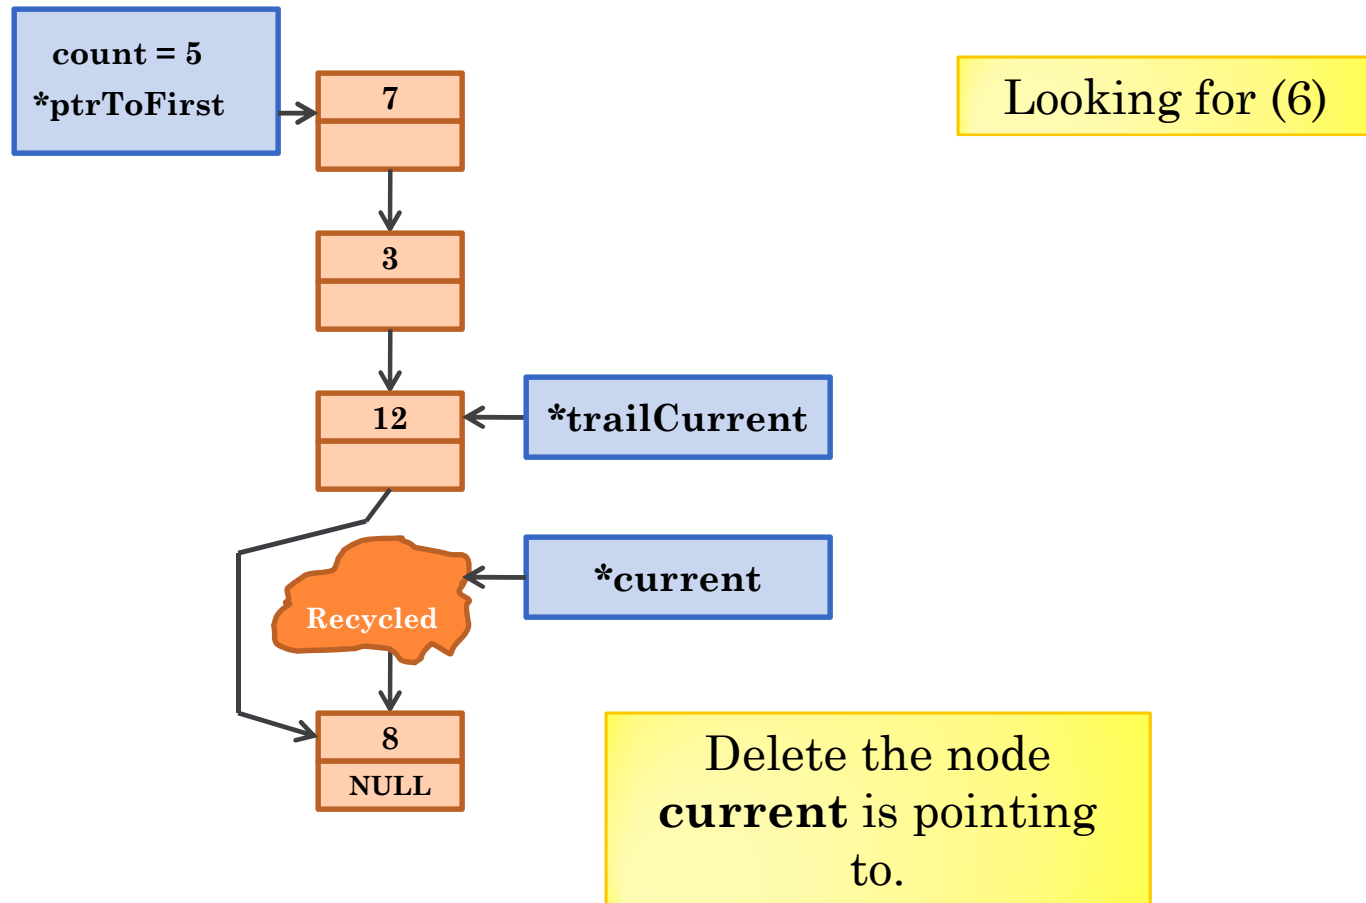 count = 5
*ptrToFirst
7
Looking for (6)
3
12
*trailCurrent
*current
Recycled
8
NULL
Delete the node
current is pointing
to.